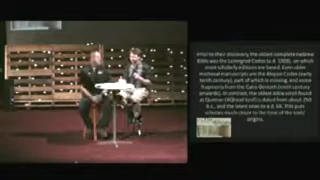 Prior to their discovery, the oldest complete Hebrew
Bible was the Leningrad Codex (a.d. 1008), on which
most scholarly editions are based. Even older
medieval manuscripts are the Aleppo Codex (early
tenth century), part of which is missing, and some
fragments from the Cairo Genizah (tenth century
onwards). In contrast, the oldest biblical scroll found
at Qumran dated from about 250
b.c., and the latest ones to a.d. 68. This puts
scholars much closer to the time of the texts'
origins.